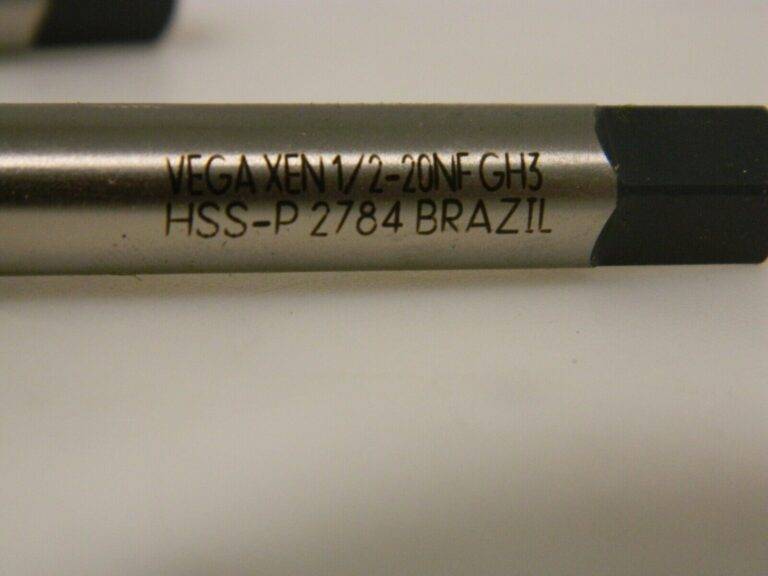 VEGA XEN 1/2-20NF GH3
HSS-P 2784 BRAZIL